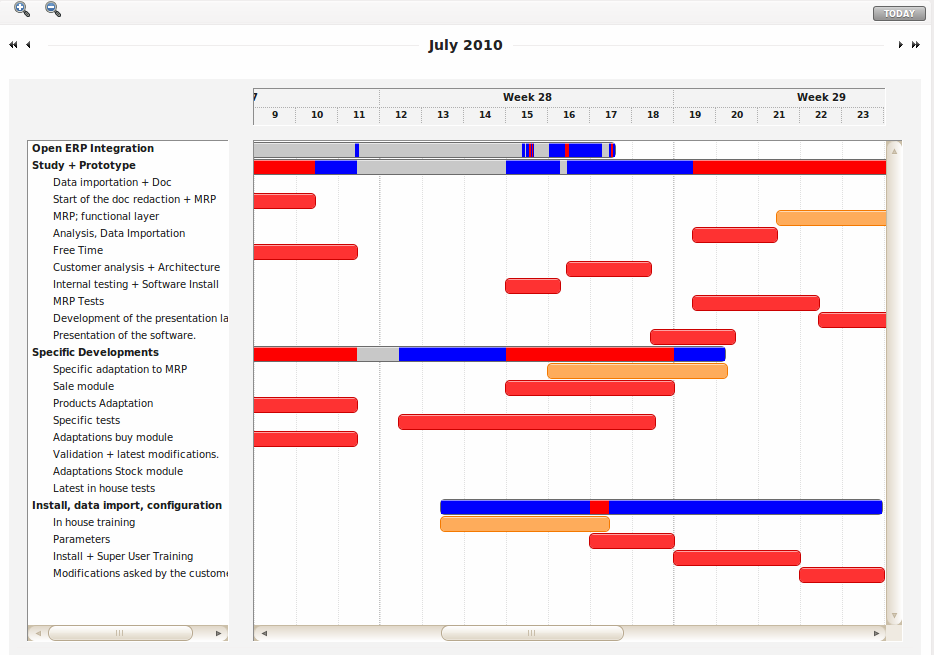 TODAY
July 2010
7 Week 28 Week 29
9 10 11 12 13 14 15 16 17 18 19 20 21 22 23
Open ERP Integration
Study + Prototype
Data importation + Doc
Start of the doc redaction + MRP
MRP; functional layer
Analysis, Data Importation
Free Time
Customer analysis + Architecture
Internal testing + Software Install
MRP Tests
Development of the presentation la
Presentation of the software.
Specific Developments
Specific adaptation to MRP
Sale module
Products Adaptation
Specific tests
Adaptations buy module
Validation + latest modifications.
Adaptations Stock module
Latest in house tests
Install, data import, configuration
In house training
Parameters
Install + Super User Training
Modifications asked by the custome